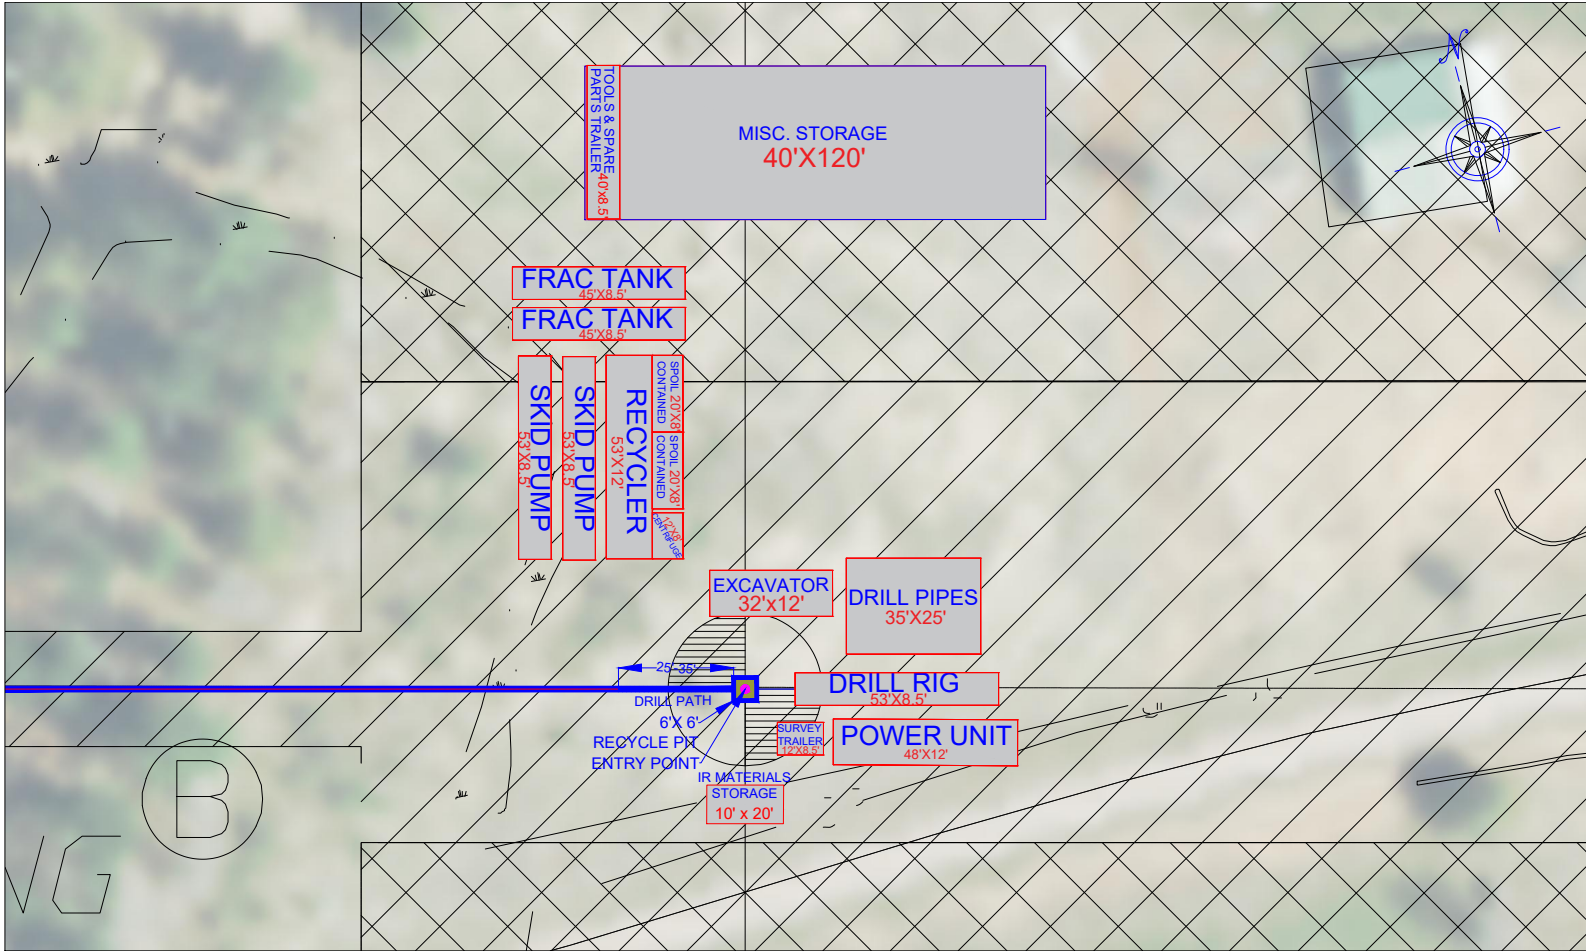 N
TOOLS & SPARE
PARTS TRAILER
40'x8.5'
MISC. STORAGE
40'X120'
FRAC TANK
45'X8.5'
FRAC TANK
45'X8.5'
SKID PUMP
53'X8.5'
SKID PUMP
53'X8.5'
RECYCLER
53'X12'
SPOIL 20'X8'
CONTAINED
SPOIL 20'X8'
CONTAINED
12'X8'
CENTRIFUGE
EXCAVATOR
32'x12'
DRILL PIPES
35'X25'
25'-35'
DRILL PATH
6'X 6'
RECYCLE PIT
ENTRY POINT
DRILL RIG
53'X8.5'
SURVEY
TRAILER
12'X8.5'
POWER UNIT
48'X12'
IR MATERIALS
STORAGE
10' x 20'
B
NG